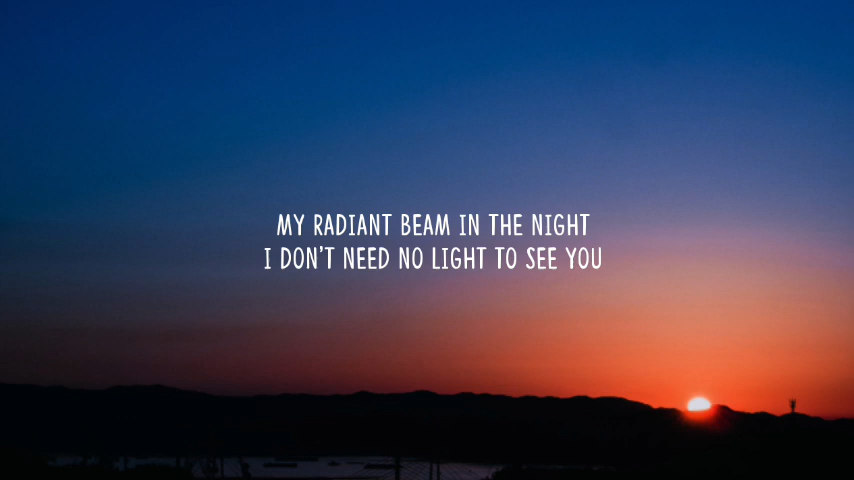 MY RADIANT BEAM IN THE NIGHT
I DON'T NEED NO LIGHT TO SEE YOU